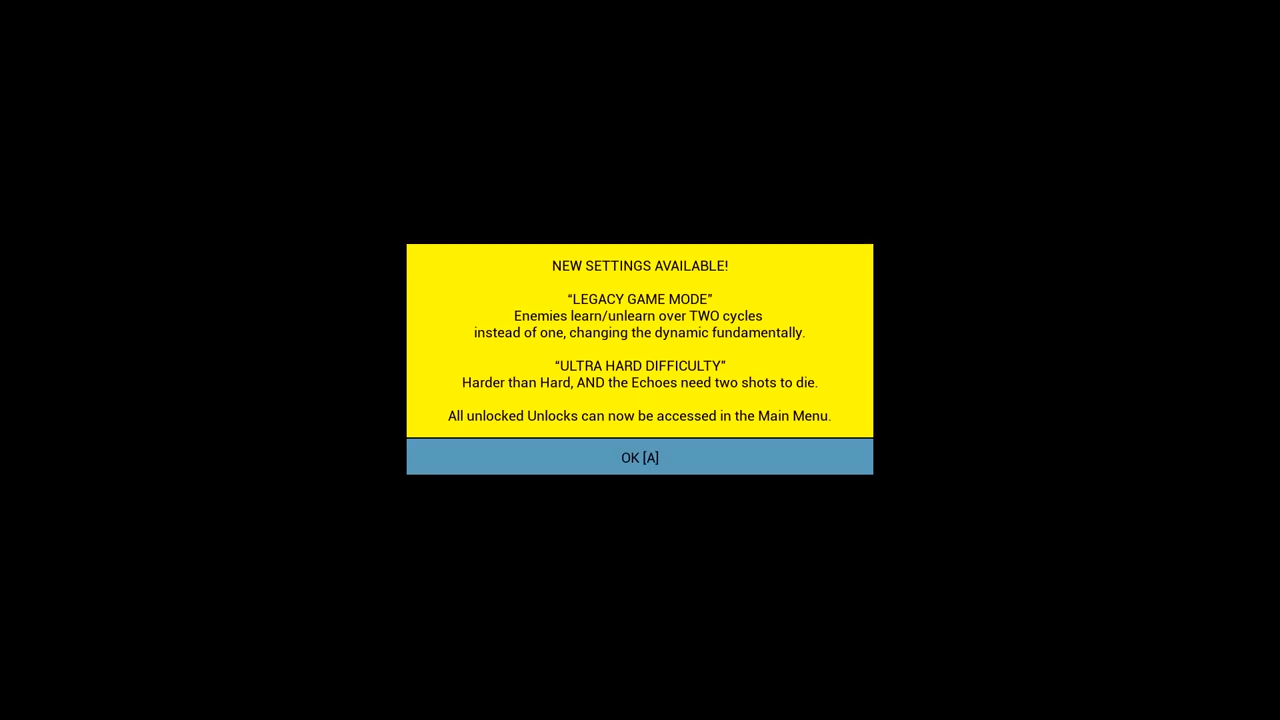 NEW SETTINGS AVAILABLE!
“LEGACY GAME MODE”
Enemies learn/unlearn over TWO cycles
instead of one, changing the dynamic fundamentally.
“ULTRA HARD DIFFICULTY”
Harder than Hard, AND the Echoes need two shots to die.
All unlocked Unlocks can now be accessed in the Main Menu.
OK [A]